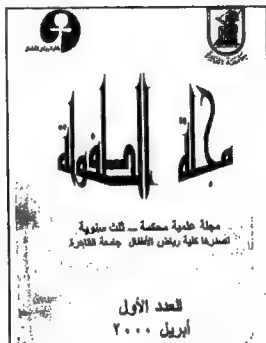 مجلة الطفولة
مجلة علمية محكمة – ثلث سنوية
تصدرها كلية رياض الأطفال جامعة القاهرة
العدد الأول
أبريل ٢٠٠٠